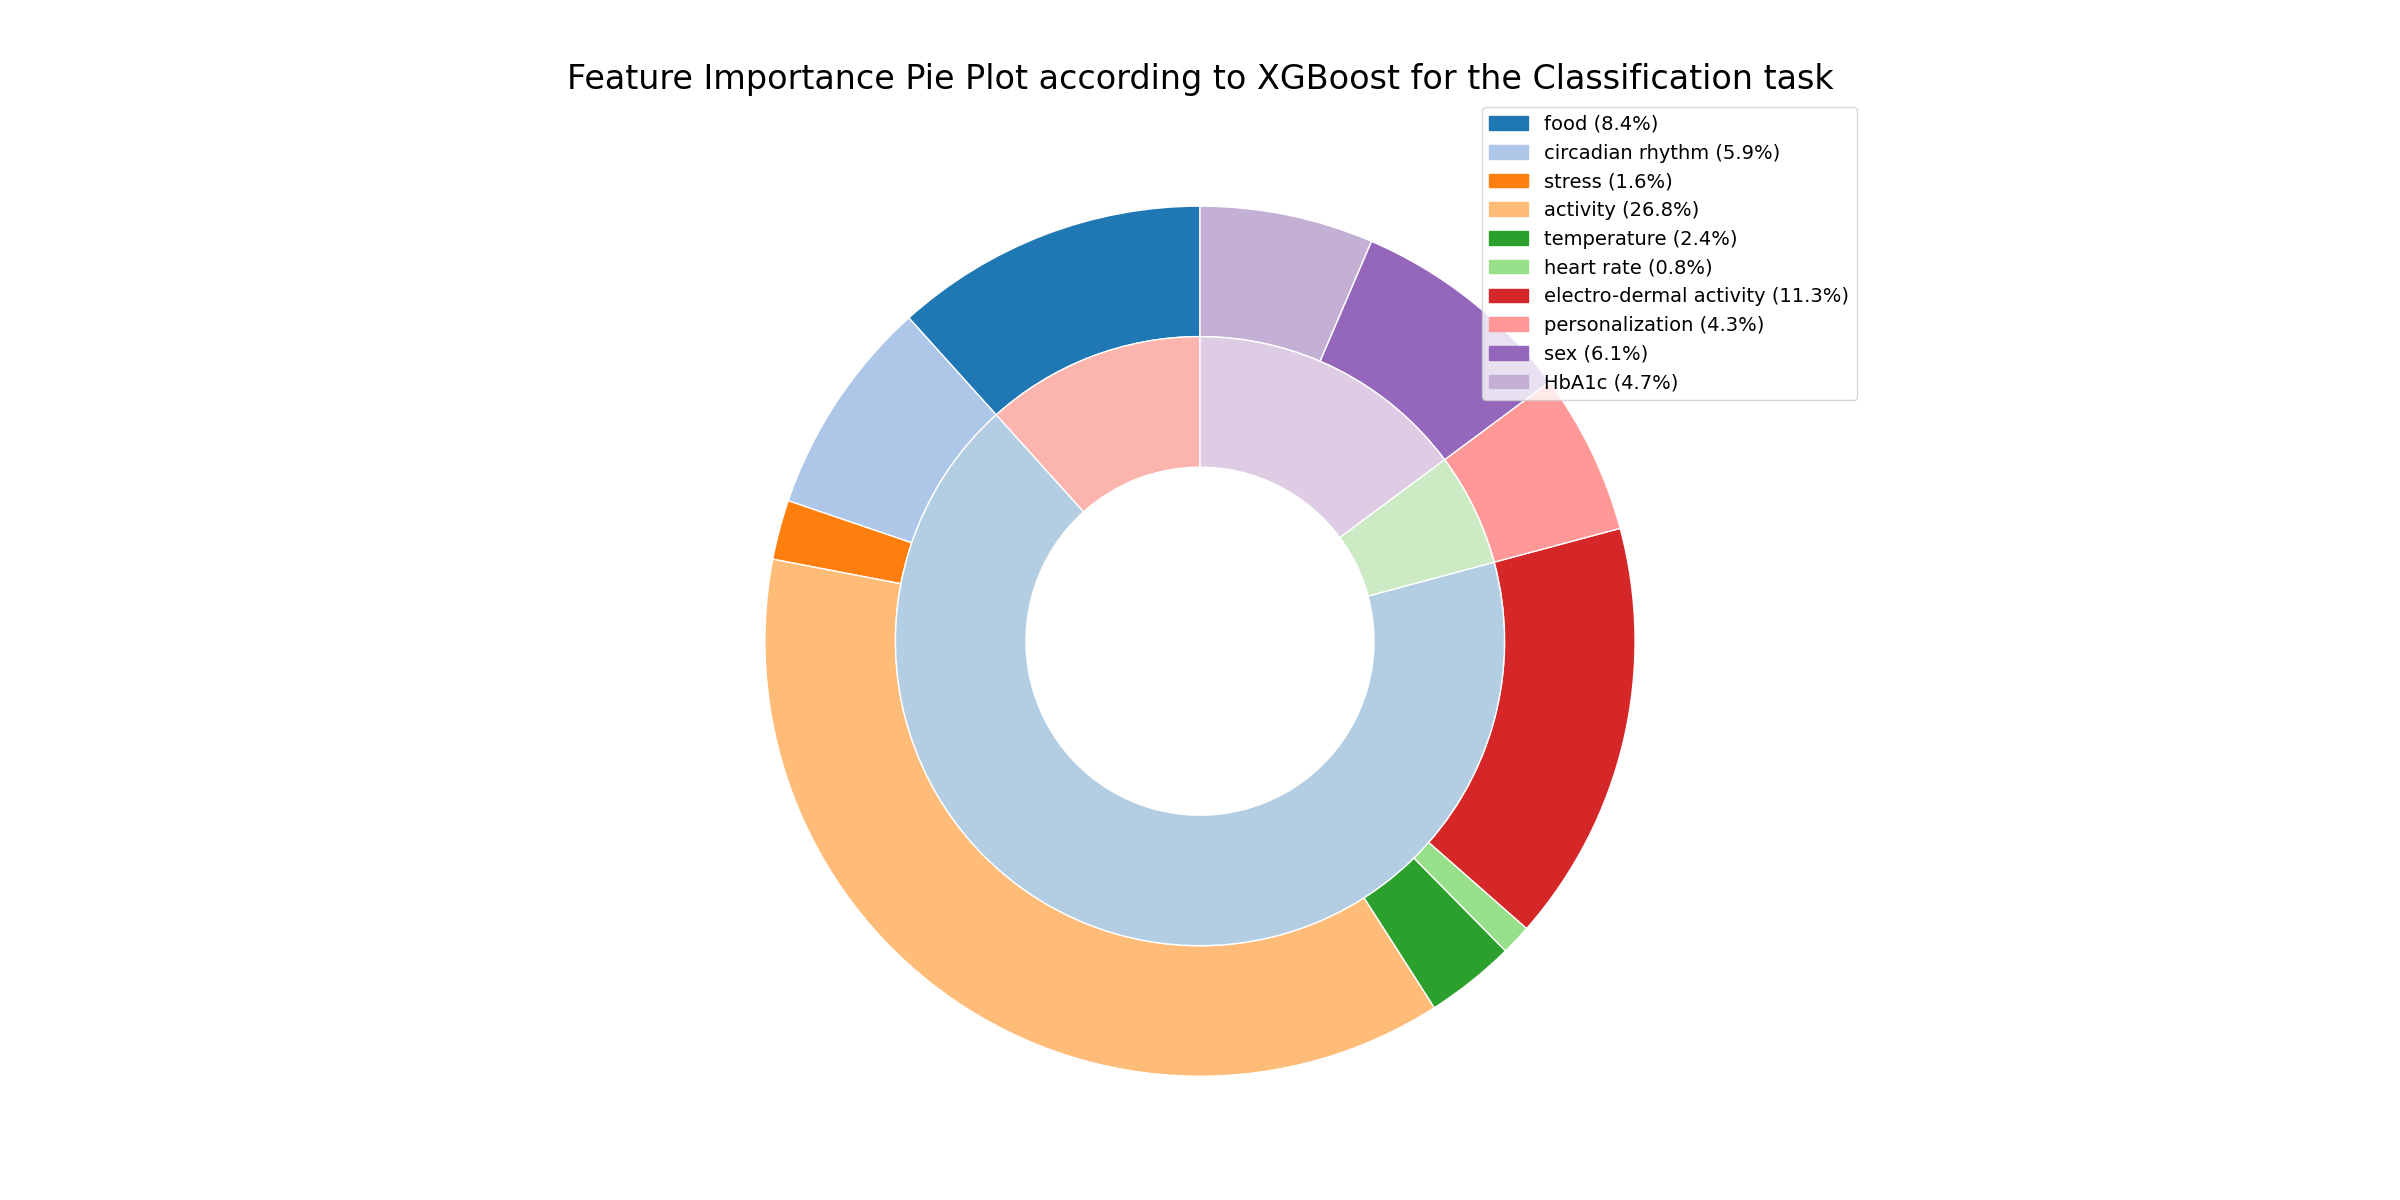 Feature Importance Pie Plot according to XGBoost for the Classification task
food (8.4%)
circadian rhythm (5.9%)
stress (1.6%)
activity (26.8%)
temperature (2.4%)
heart rate (0.8%)
electro-dermal activity (11.3%)
personalization (4.3%)
sex (6.1%)
HbA1c (4.7%)